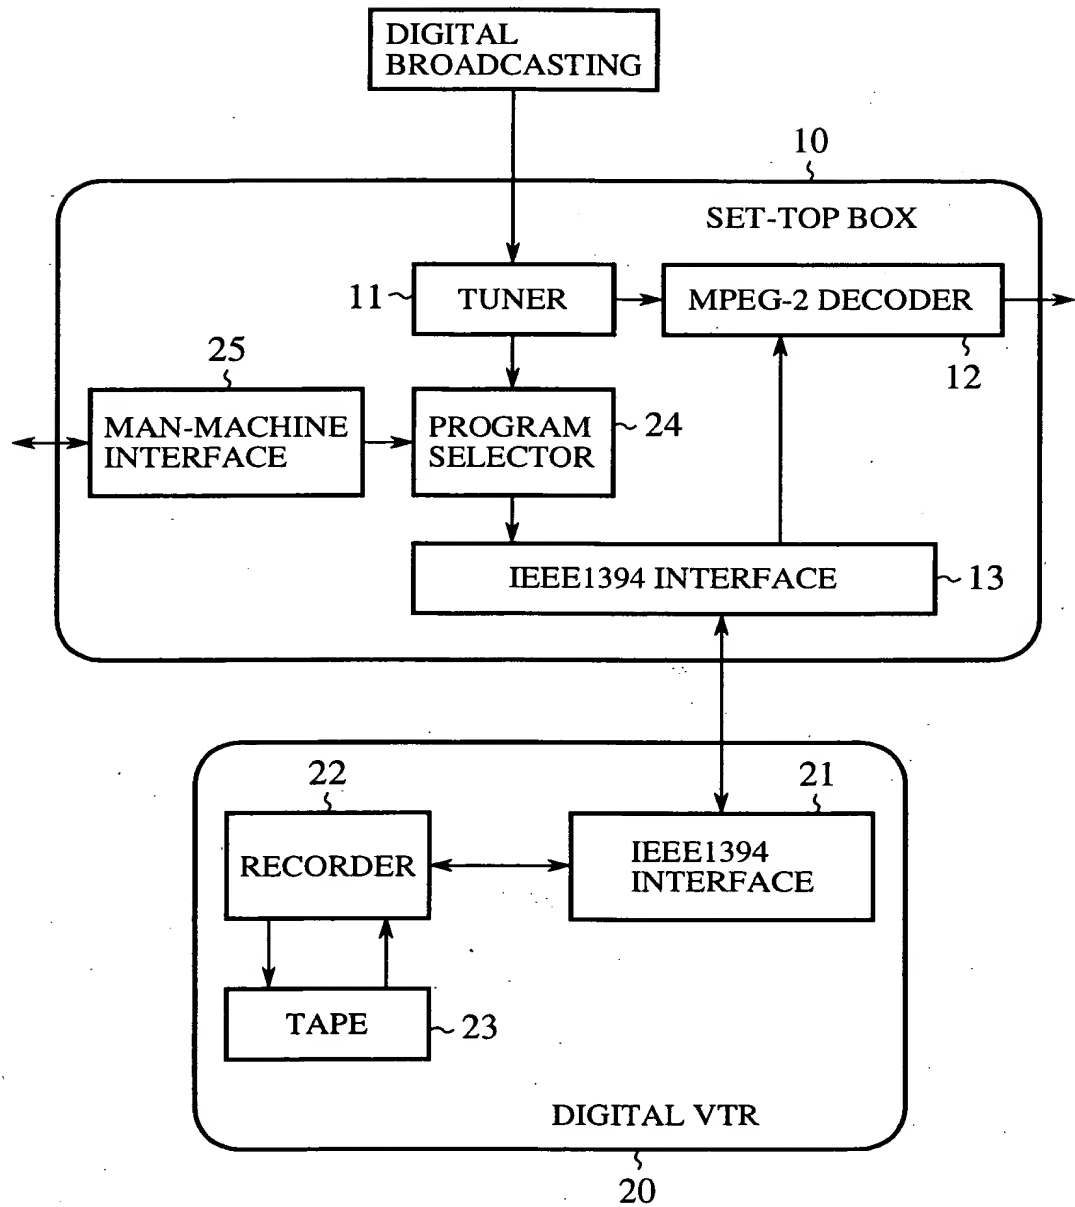 DIGITAL
BROADCASTING
10
SET-TOP BOX
11
TUNER
MPEG-2 DECODER
12
25
MAN-MACHINE
INTERFACE
PROGRAM
SELECTOR
24
IEEE1394 INTERFACE
13
22
21
RECORDER
IEEE1394
INTERFACE
TAPE
23
DIGITAL VTR
20